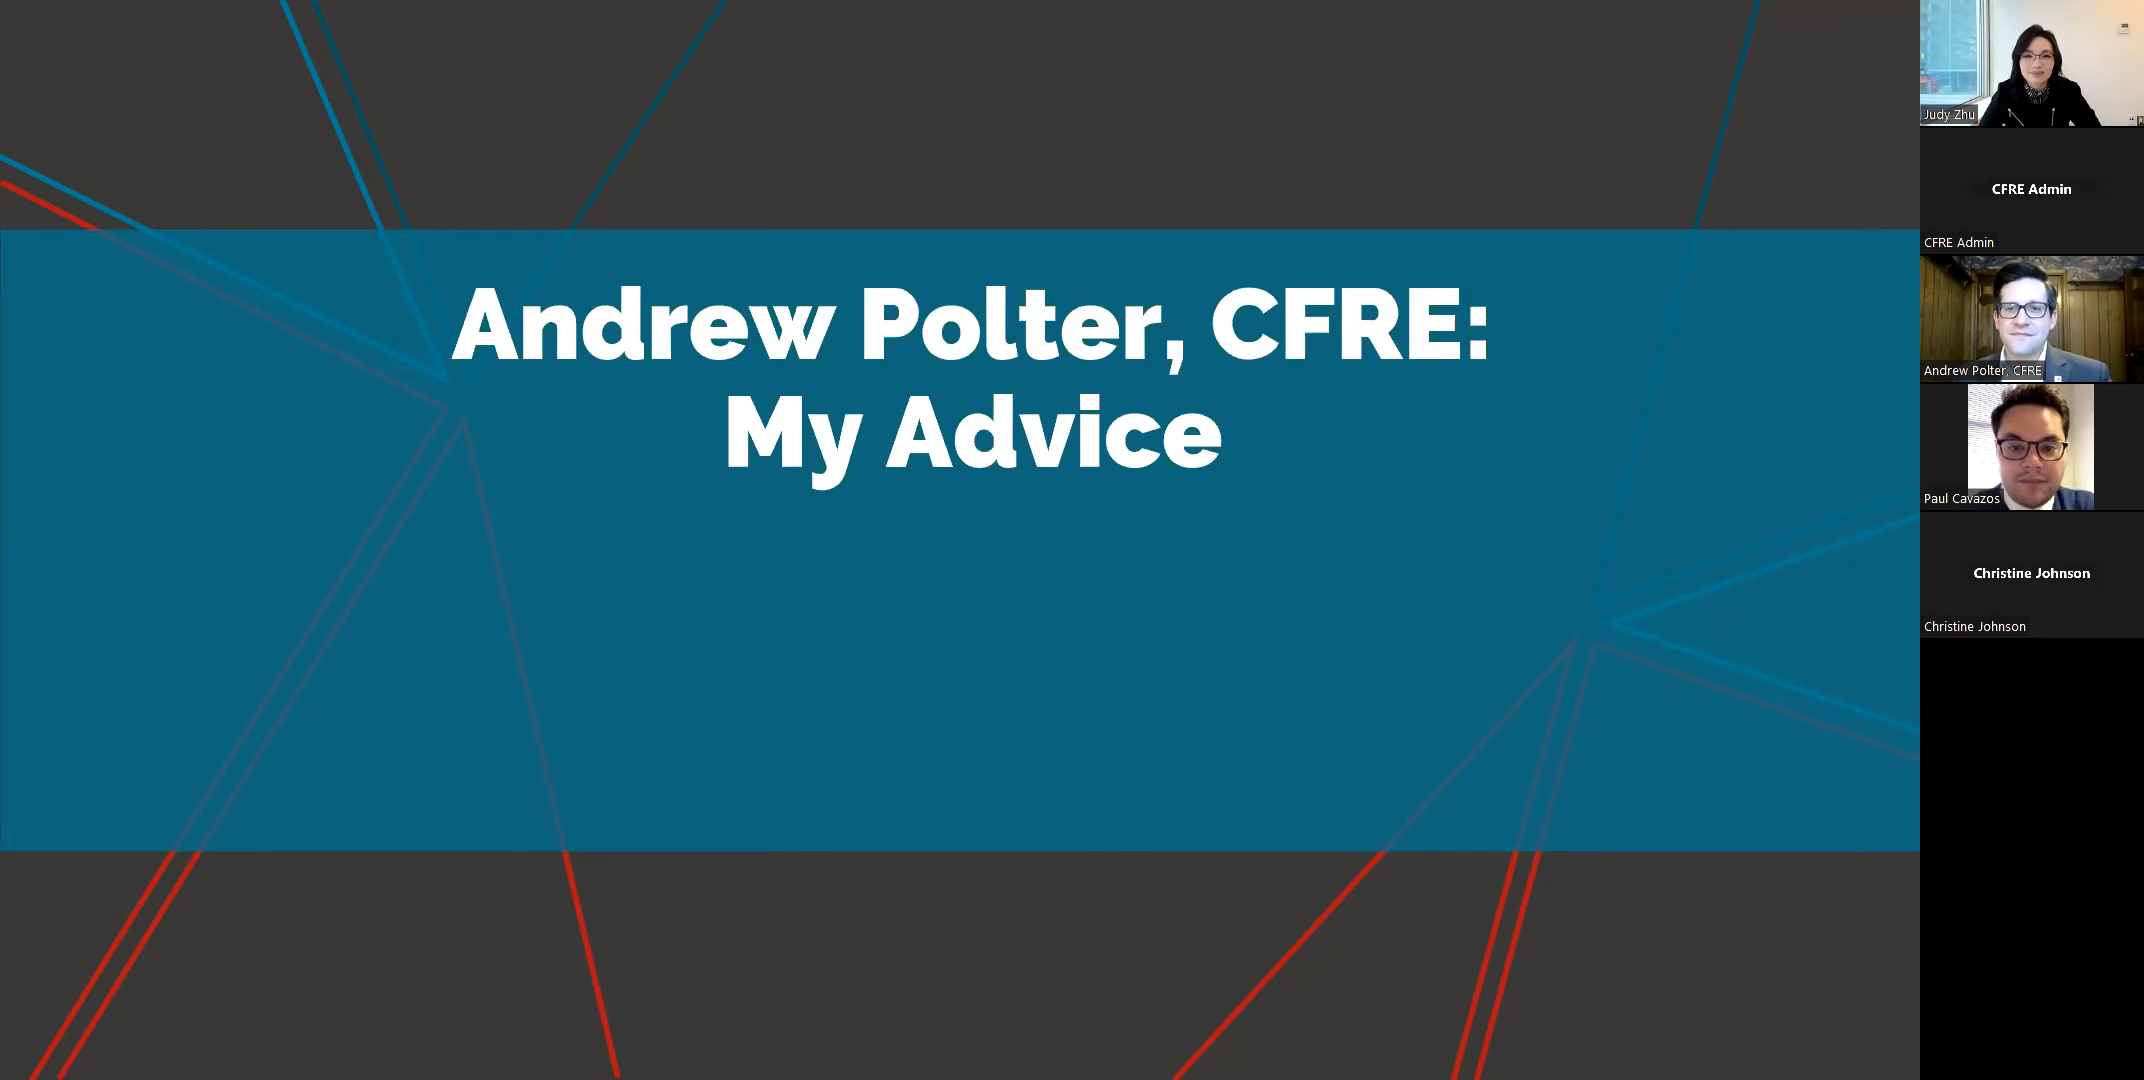 Andrew Polter, CFRE:
My Advice
Judy Zhu
CFRE Admin
CFRE Admin
Andrew Polter, CFRE
Paul Cavazos
Christine Johnson
Christine Johnson